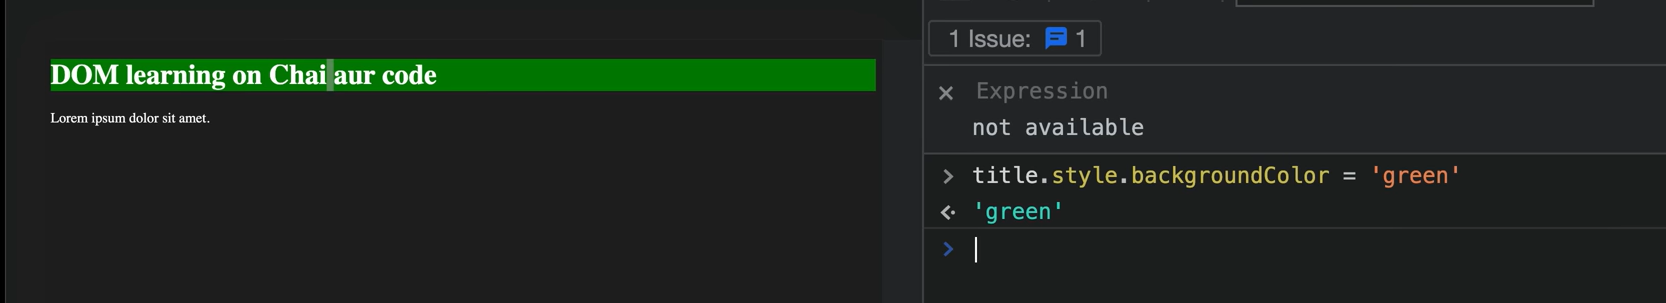 DOM learning on Chai aur code
Lorem ipsum dolor sit amet.
1 Issue: 1
Expression
not available
title.style.backgroundColor = 'green'
'green'